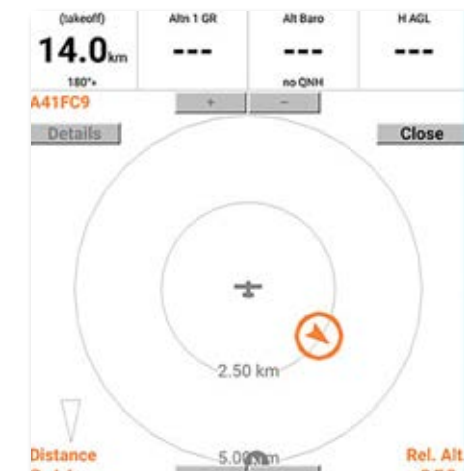 (takeoff) Altn 1 GR Alt Baro H AGL
14.0km --- --- ---
180°» no QNH
A41FC9 + −
Details Close
2.50 km
5.00 km
Distance Rel. Alt